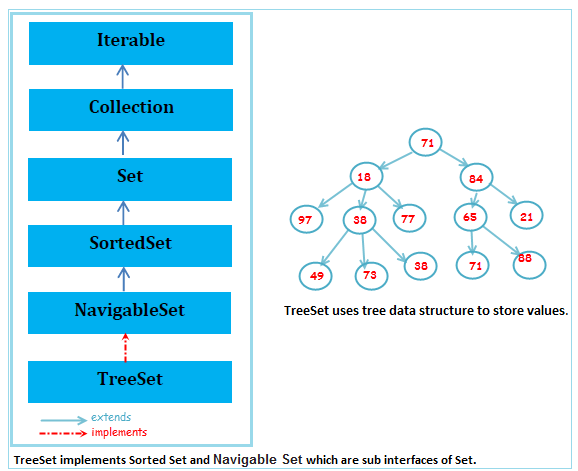 Iterable
Collection
Set
SortedSet
NavigableSet
TreeSet
extends
implements
71
18 84
97 38 77 65 21
49 73 38 71 88
TreeSet uses tree data structure to store values.
TreeSet implements Sorted Set and Navigable Set which are sub interfaces of Set.